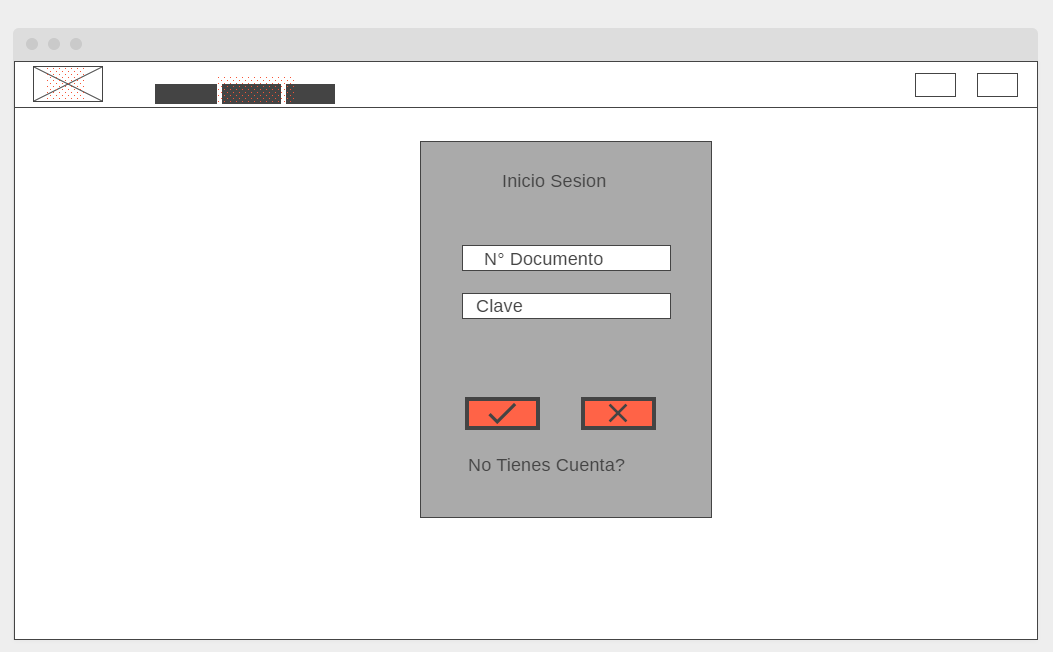 Inicio Sesion
N° Documento
Clave
No Tienes Cuenta?